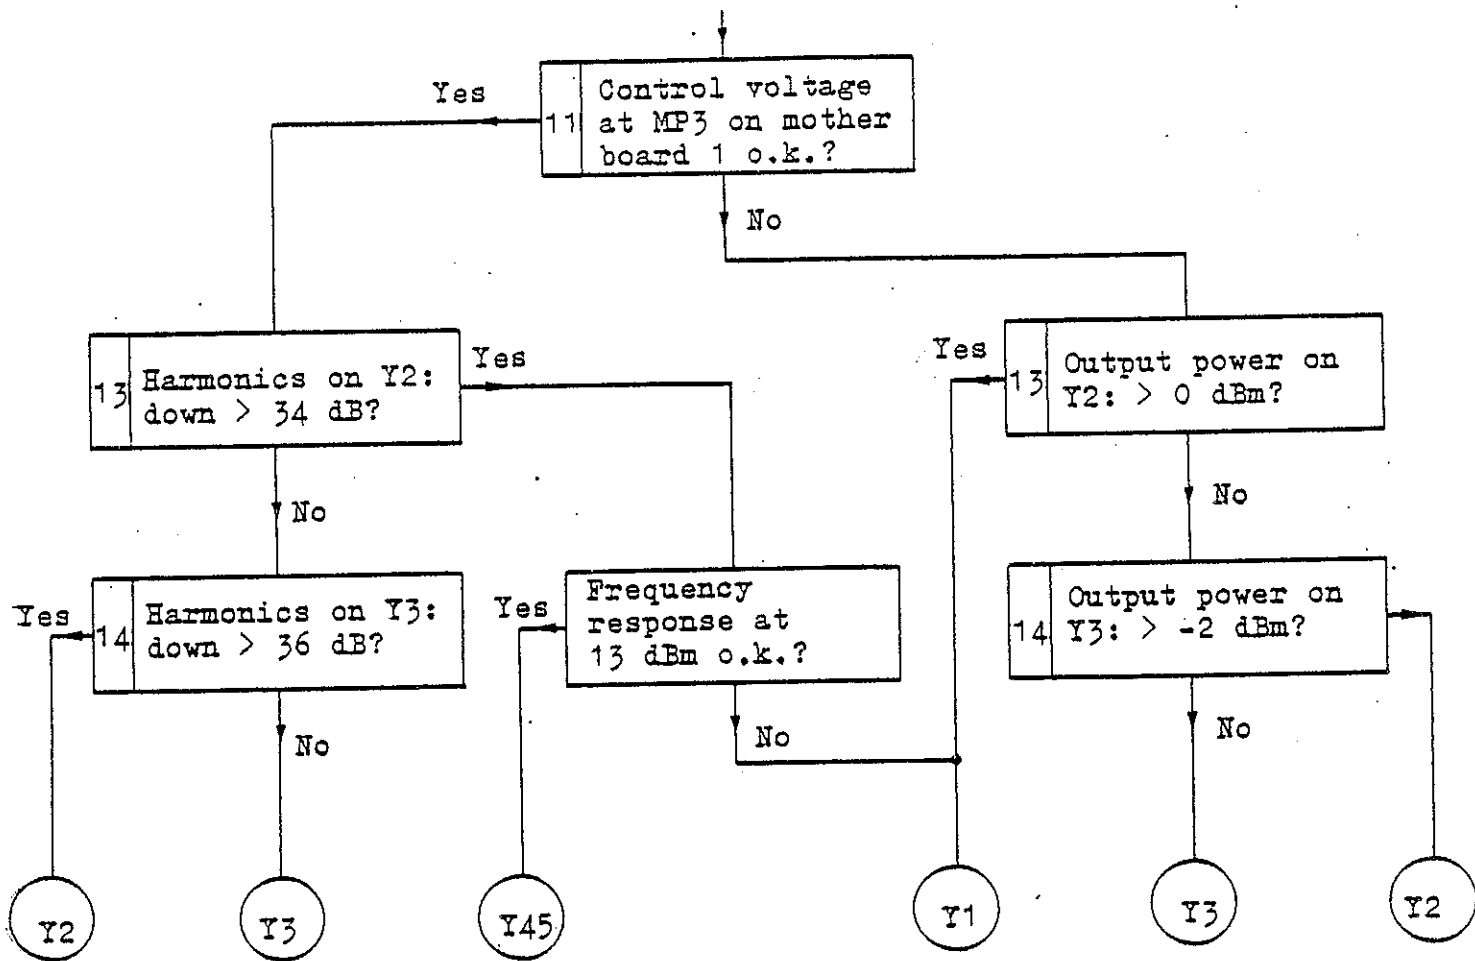 Yes
11
Control voltage
at MP3 on mother
board 1 o.k.?
No
13
Harmonics on Y2:
down > 34 dB?
Yes
No
Yes
13
Output power on
Y2: > 0 dBm?
No
Yes
14
Harmonics on Y3:
down > 36 dB?
No
Yes
Frequency
response at
13 dBm o.k.?
No
14
Output power on
Y3: > -2 dBm?
No
Y2
Y3
Y45
Y1
Y3
Y2